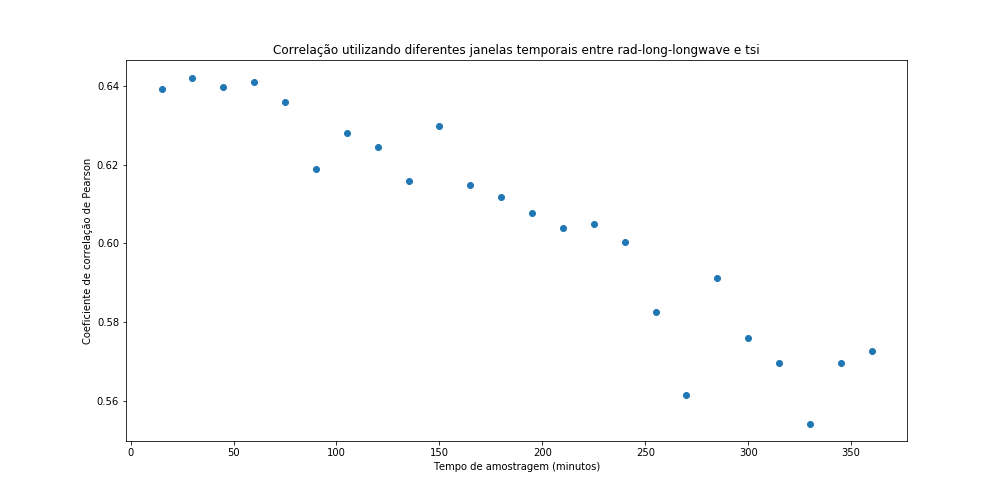 Correlação utilizando diferentes janelas temporais entre rad-long-longwave e tsi
Coeficiente de correlação de Pearson
0.64
0.62
0.60
0.58
0.56
0 50 100 150 200 250 300 350
Tempo de amostragem (minutos)